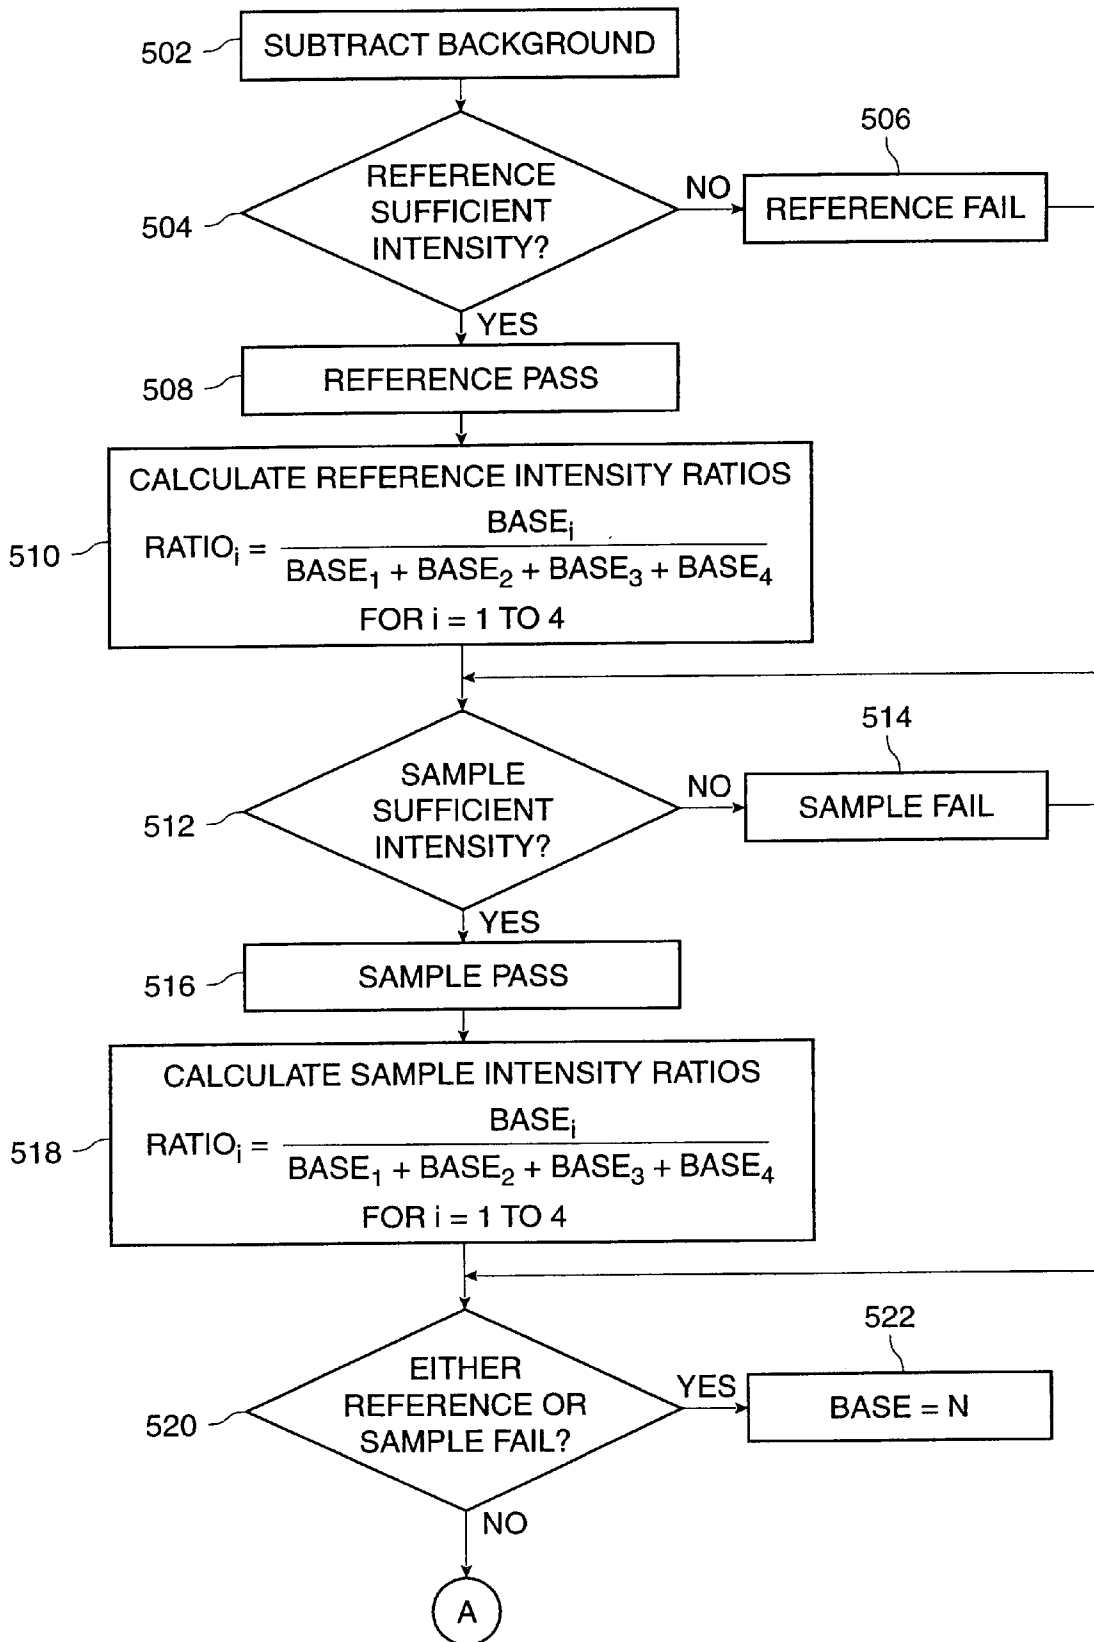 502
SUBTRACT BACKGROUND
506
504
REFERENCE
SUFFICIENT
INTENSITY?
NO
REFERENCE FAIL
YES
508
REFERENCE PASS
510
CALCULATE REFERENCE INTENSITY RATIOS
RATIOi = BASEi
BASE1 + BASE2 + BASE3 + BASE4
FOR i = 1 TO 4
514
512
SAMPLE
SUFFICIENT
INTENSITY?
NO
SAMPLE FAIL
YES
516
SAMPLE PASS
518
CALCULATE SAMPLE INTENSITY RATIOS
RATIOi = BASEi
BASE1 + BASE2 + BASE3 + BASE4
FOR i = 1 TO 4
522
520
EITHER
REFERENCE OR
SAMPLE FAIL?
YES
BASE = N
NO
A